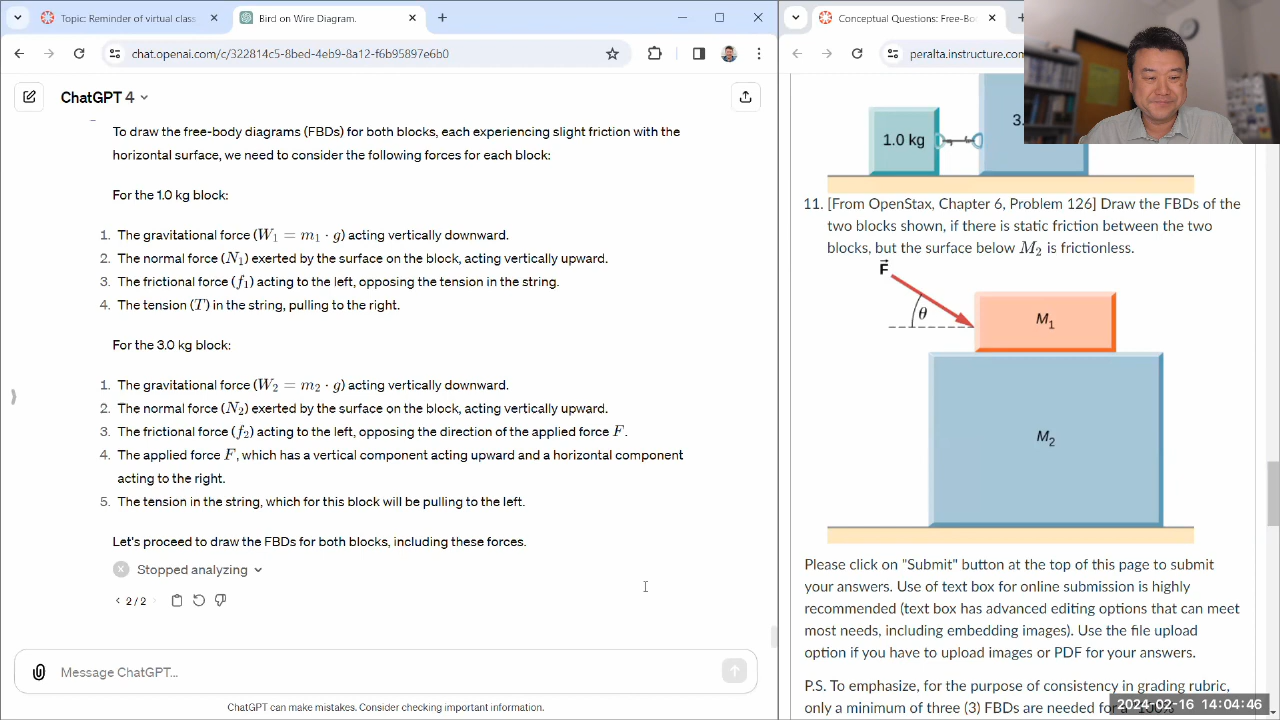 Topic: Reminder of virtual class
Bird on Wire Diagram.
chat.openai.com/c/322814c5-8bed-4eb9-8a12-f6b95897e6b0
ChatGPT 4
To draw the free-body diagrams (FBDs) for both blocks, each experiencing slight friction with the
horizontal surface, we need to consider the following forces for each block:
For the 1.0 kg block:
1. The gravitational force (W₁ = m₁ · g) acting vertically downward.
2. The normal force (N₁) exerted by the surface on the block, acting vertically upward.
3. The frictional force (f₁) acting to the left, opposing the tension in the string.
4. The tension (T) in the string, pulling to the right.
For the 3.0 kg block:
1. The gravitational force (W₂ = m₂ · g) acting vertically downward.
2. The normal force (N₂) exerted by the surface on the block, acting vertically upward.
3. The frictional force (f₂) acting to the left, opposing the direction of the applied force F.
4. The applied force F, which has a vertical component acting upward and a horizontal component
acting to the right.
5. The tension in the string, which for this block will be pulling to the left.
Let's proceed to draw the FBDs for both blocks, including these forces.
Stopped analyzing
2 / 2
Message ChatGPT...
ChatGPT can make mistakes. Consider checking important information.
Conceptual Questions: Free-Bo
peralta.instructure.com
1.0 kg
3.
11. [From OpenStax, Chapter 6, Problem 126] Draw the FBDs of the
two blocks shown, if there is static friction between the two
blocks, but the surface below M₂ is frictionless.
F⃗
θ
M₁
M₂
Please click on "Submit" button at the top of this page to submit
your answers. Use of text box for online submission is highly
recommended (text box has advanced editing options that can meet
most needs, including embedding images). Use the file upload
option if you have to upload images or PDF for your answers.
P.S. To emphasize, for the purpose of consistency in grading rubric,
only a minimum of three (3) FBDs are needed for a "100%
2024-02-16 14:04:46